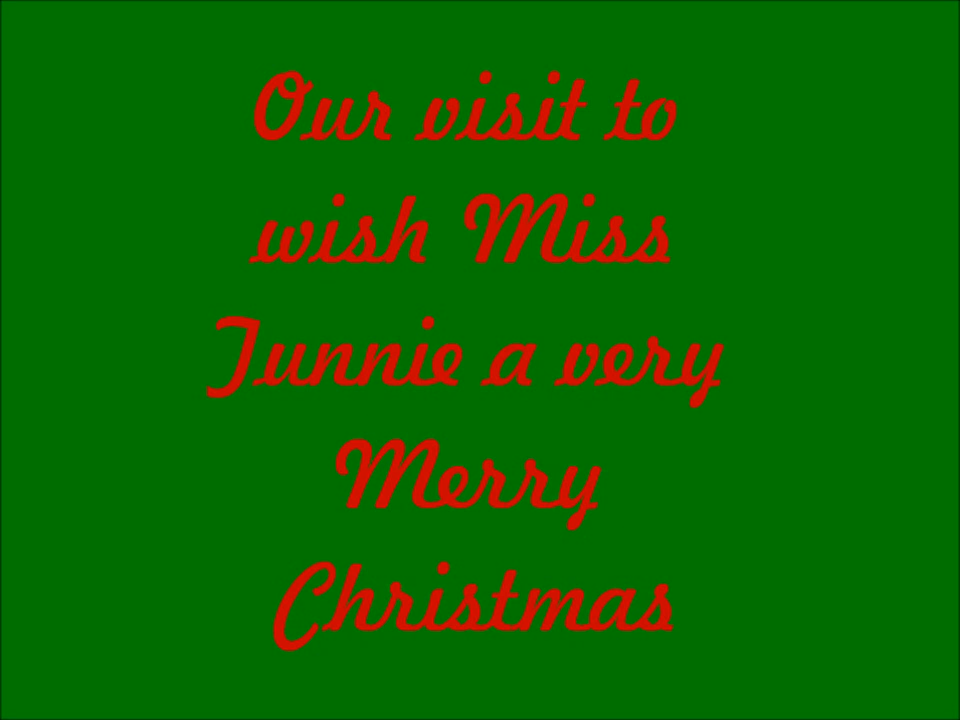 Our visit to
wish Miss
Tunnie a very
Merry
Christmas